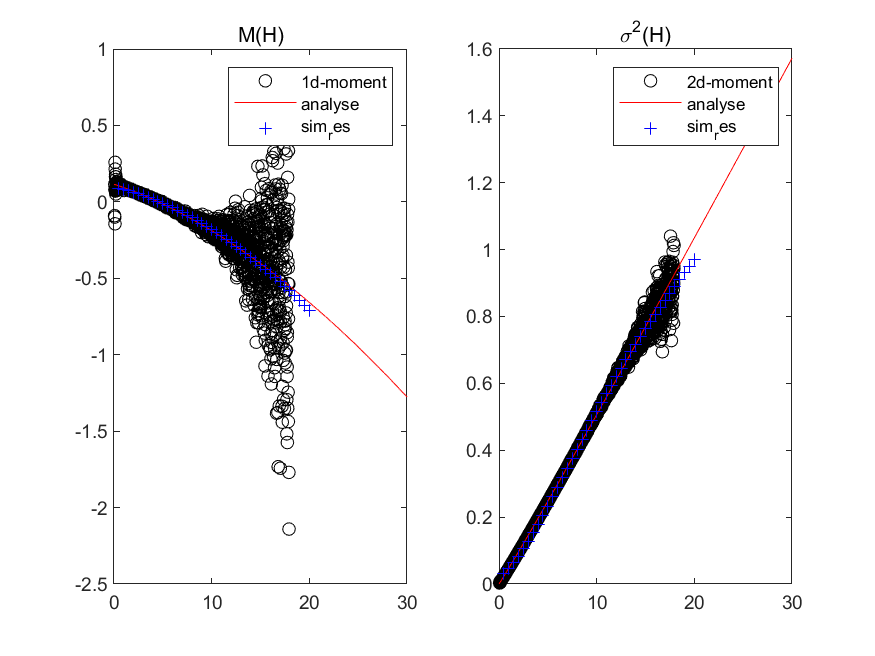 M(H)
1
0.5
0
-0.5
-1
-1.5
-2
-2.5
0 10 20 30
1d-moment
analyse
sim_res
σ²(H)
1.6
1.4
1.2
1
0.8
0.6
0.4
0.2
0
0 10 20 30
2d-moment
analyse
sim_res